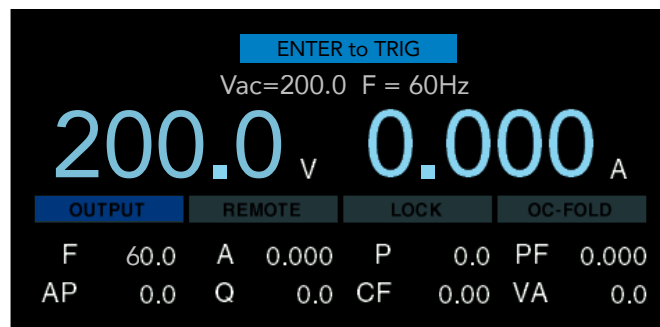 ENTER to TRIG
Vac=200.0 F = 60Hz
200.0 V 0.000 A
OUTPUT REMOTE LOCK OC-FOLD
F 60.0 A 0.000 P 0.0 PF 0.000
AP 0.0 Q 0.0 CF 0.00 VA 0.0